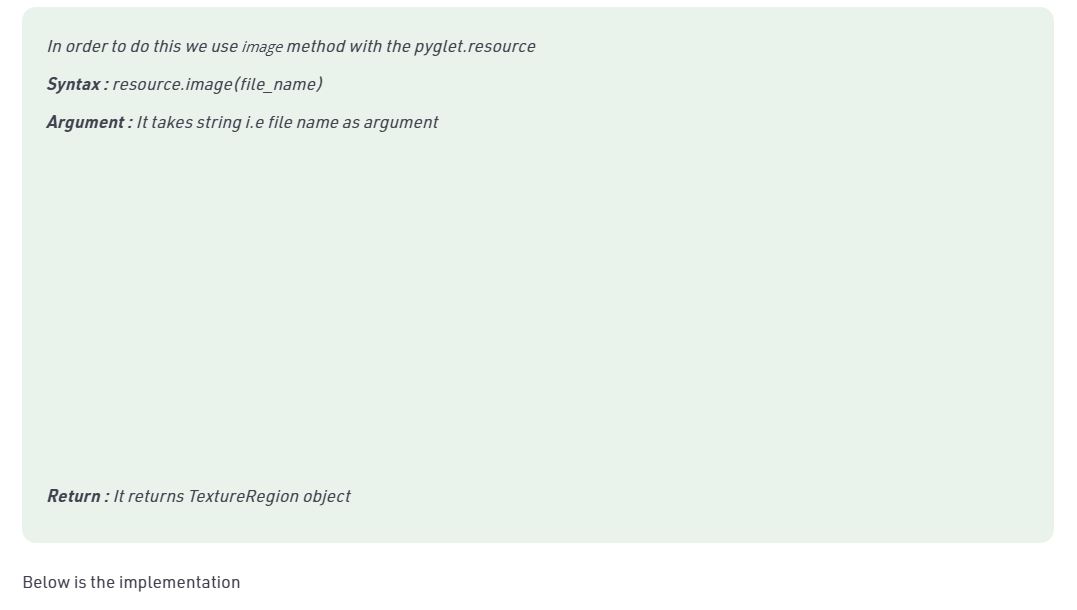 In order to do this we use image method with the pyglet.resource
Syntax : resource.image(file_name)
Argument : It takes string i.e file name as argument
Return : It returns TextureRegion object
Below is the implementation